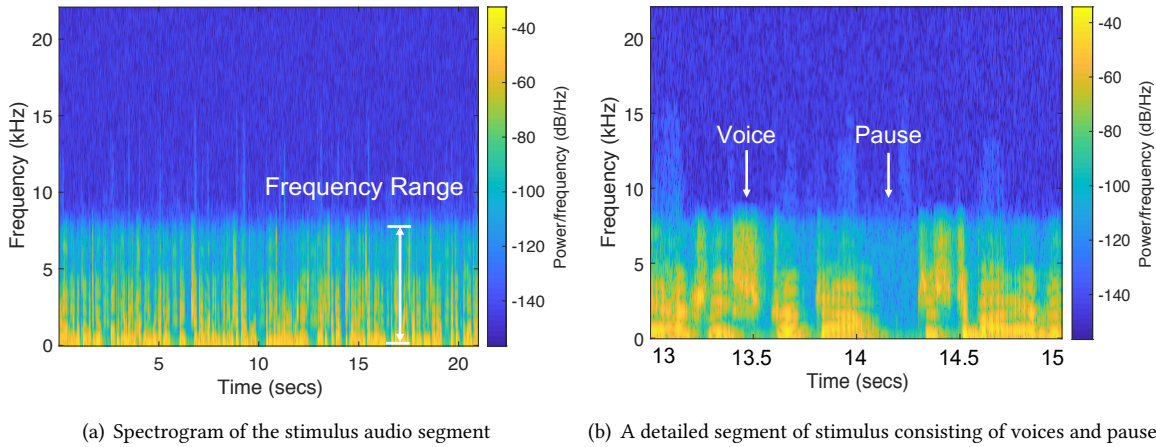 20
15
10
5
0
Frequency (kHz)
Frequency Range
5
10
15
20
Time (secs)
-40
-60
-80
-100
-120
-140
Power/frequency (dB/Hz)
(a) Spectrogram of the stimulus audio segment
20
15
10
5
0
Frequency (kHz)
Voice
Pause
13
13.5
14
14.5
15
Time (secs)
-40
-60
-80
-100
-120
-140
Power/frequency (dB/Hz)
(b) A detailed segment of stimulus consisting of voices and pause